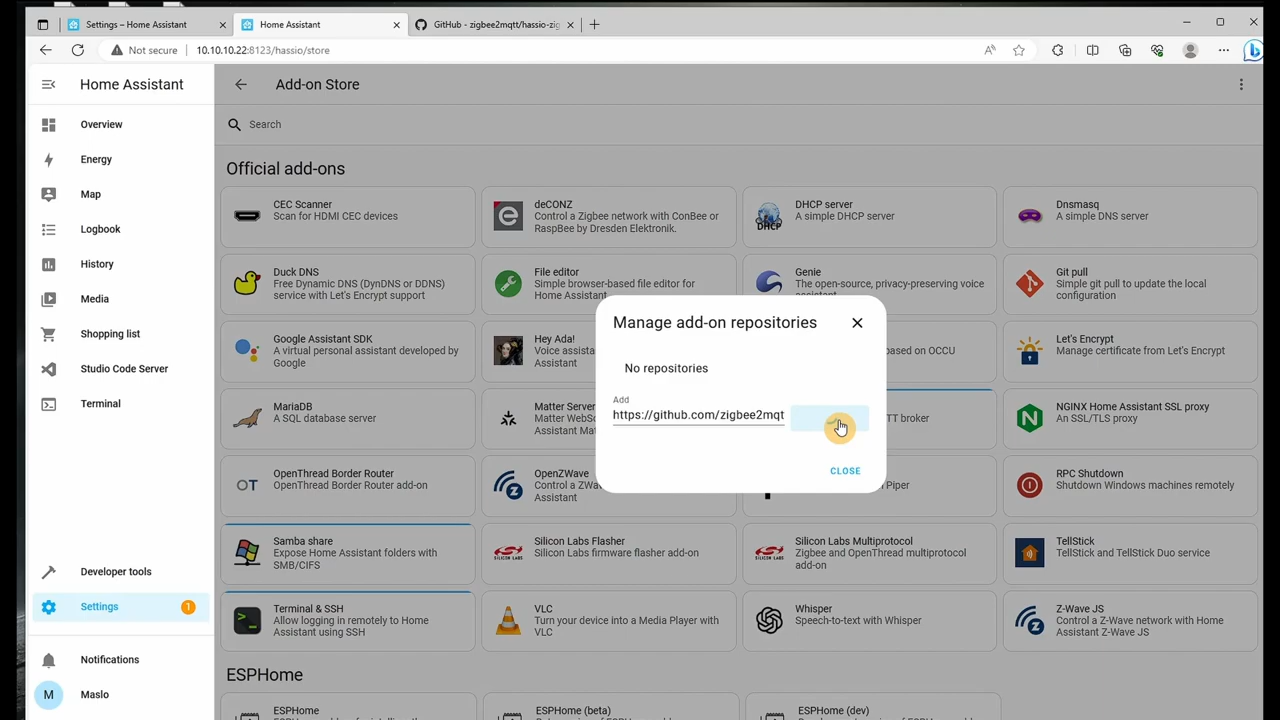 Settings – Home Assistant
Home Assistant
GitHub - zigbee2mqtt/hassio-zig
Not secure
10.10.10.22:8123/hassio/store
Home Assistant
Add-on Store
Search
Overview
Energy
Map
Logbook
History
Media
Shopping list
Studio Code Server
Terminal
Developer tools
Settings
1
Notifications
M
Maslo
Official add-ons
CEC Scanner
Scan for HDMI CEC devices
deCONZ
Control a Zigbee network with ConBee or
RaspBee by Dresden Elektronik.
DHCP server
A simple DHCP server
DHCP
Dnsmasq
A simple DNS server
Duck DNS
Free Dynamic DNS (DynDNS or DDNS)
service with Let's Encrypt support
File editor
Simple browser-based file editor for
Home Assistant
Genie
The open-source, privacy-preserving voice
Git pull
Simple git pull to update the local
configuration
Google Assistant SDK
A virtual personal assistant developed by
Google
Hey Ada!
Voice assista
Assistant
based on OCCU
Let's Encrypt
Manage certificate from Let's Encrypt
MariaDB
A SQL database server
Matter Server
Matter WebSo
Assistant Mat
TT broker
NGINX Home Assistant SSL proxy
An SSL/TLS proxy
OpenThread Border Router
OpenThread Border Router add-on
OT
OpenZWave
Control a ZWa
Assistant
Piper
RPC Shutdown
Shutdown Windows machines remotely
Samba share
Expose Home Assistant folders with
SMB/CIFS
Silicon Labs Flasher
Silicon Labs firmware flasher add-on
SILICON LABS
Silicon Labs Multiprotocol
Zigbee and OpenThread multiprotocol
add-on
SILICON LABS
TellStick
TellStick and TellStick Duo service
Terminal & SSH
Allow logging in remotely to Home
Assistant using SSH
VLC
Turn your device into a Media Player with
VLC
Whisper
Speech-to-text with Whisper
Z-Wave JS
Control a Z-Wave network with Home
Assistant Z-Wave JS
ESPHome
ESPHome
ESPHome (beta)
ESPHome (dev)
Manage add-on repositories
No repositories
Add
https://github.com/zigbee2mqt
CLOSE